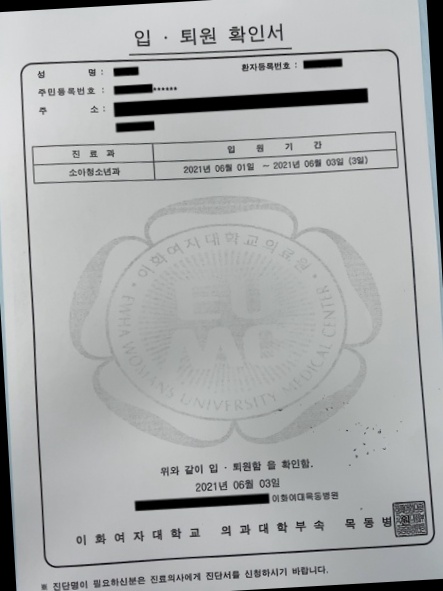 입 · 퇴원 확인서
성 명 : 환자등록번호 :
주민등록번호 : ******
주 소 :
진 료 과 입 원 기 간
소아청소년과 2021년 06월 01일 ~ 2021년 06월 03일 (3일)
· 이화여자대학교의료원 ·
EU
MC
EWHA WOMANS UNIVERSITY MEDICAL CENTER
위와 같이 입 · 퇴원함 을 확인함.
2021년 06월 03일
이화여대목동병원
이 화 여 자 대 학 교 의 과 대 학 부 속 목 동 병 원
※ 진단명이 필요하신분은 진료의사에게 진단서를 신청하시기 바랍니다.